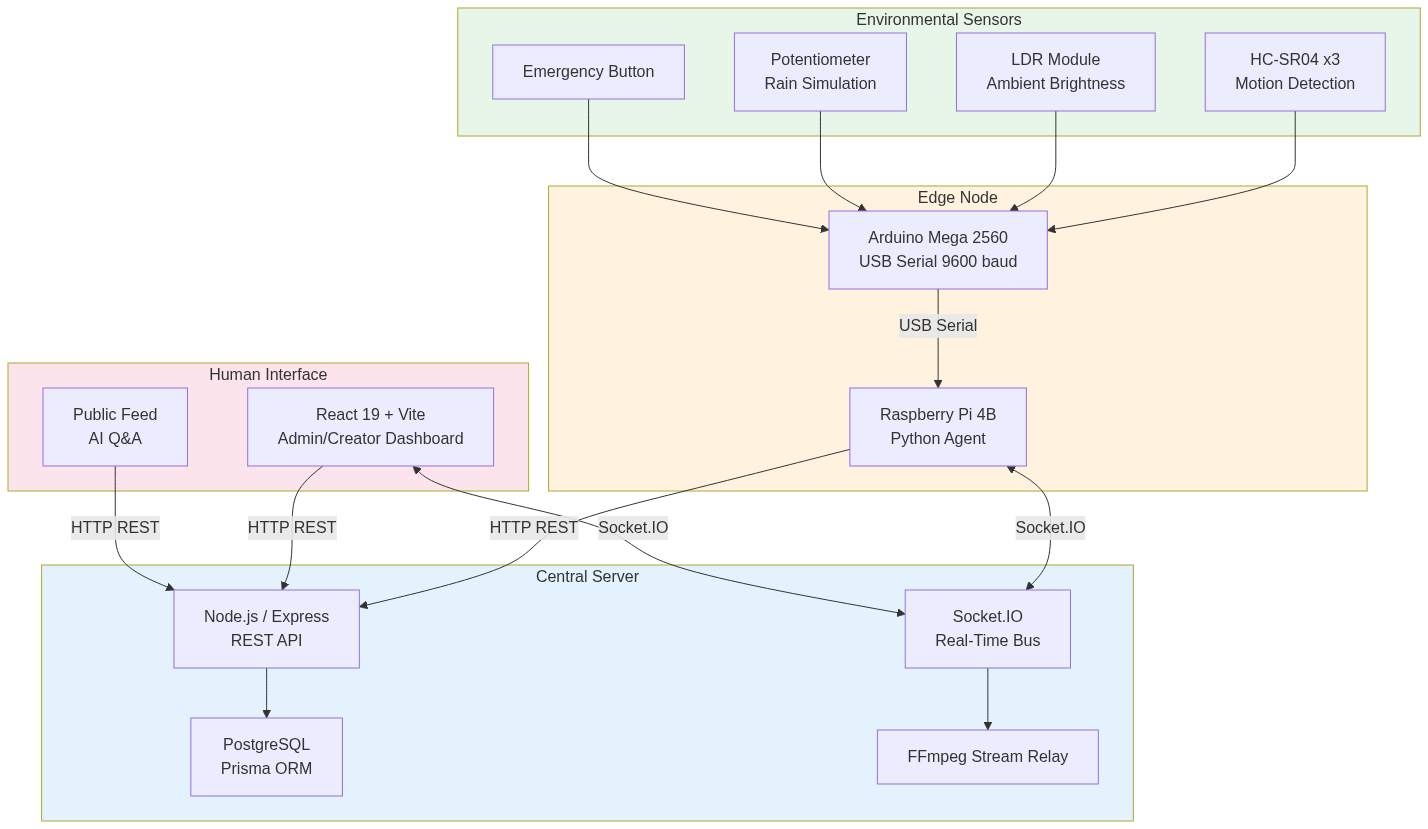 Environmental Sensors
Emergency Button
Potentiometer
Rain Simulation
LDR Module
Ambient Brightness
HC-SR04 x3
Motion Detection
Edge Node
Arduino Mega 2560
USB Serial 9600 baud
USB Serial
Raspberry Pi 4B
Python Agent
Human Interface
Public Feed
AI Q&A
React 19 + Vite
Admin/Creator Dashboard
HTTP REST
HTTP REST
HTTP REST
Socket.IO
Socket.IO
Central Server
Node.js / Express
REST API
Socket.IO
Real-Time Bus
PostgreSQL
Prisma ORM
FFmpeg Stream Relay